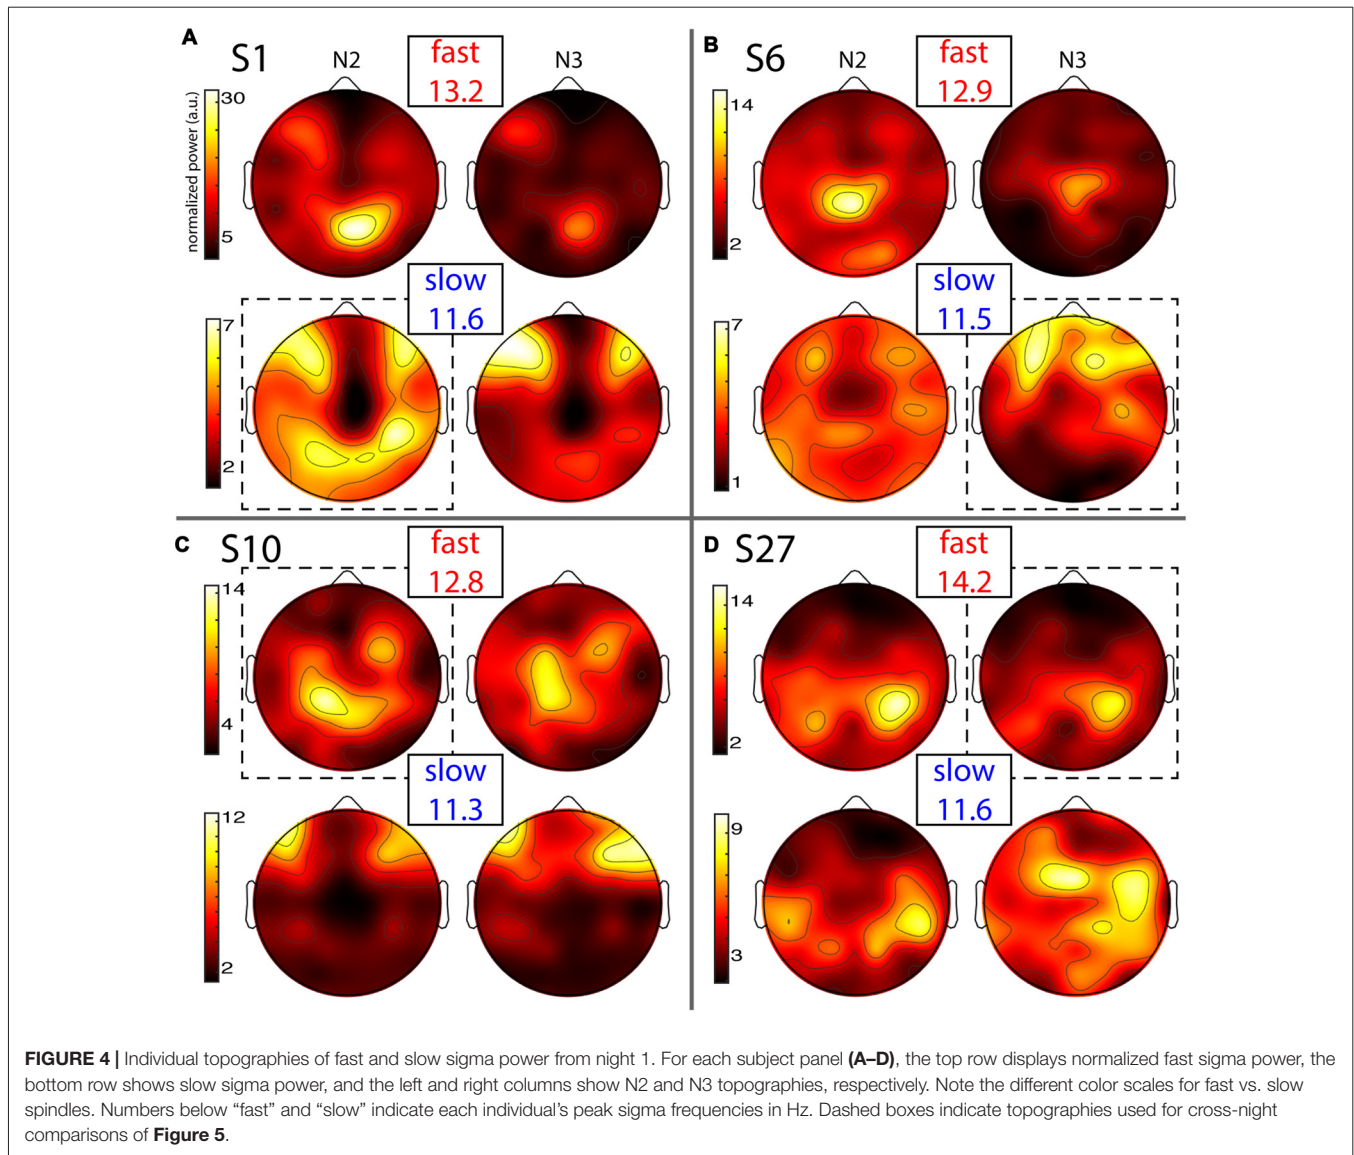 A
S1
N2
fast
13.2
N3
normalized power (a.u.)
30
5
slow
11.6
7
2
B
S6
N2
fast
12.9
N3
14
2
slow
11.5
7
1
C
S10
fast
12.8
14
4
slow
11.3
12
2
D
S27
fast
14.2
14
2
slow
11.6
9
3
FIGURE 4 | Individual topographies of fast and slow sigma power from night 1. For each subject panel (A–D), the top row displays normalized fast sigma power, the
bottom row shows slow sigma power, and the left and right columns show N2 and N3 topographies, respectively. Note the different color scales for fast vs. slow
spindles. Numbers below “fast” and “slow” indicate each individual’s peak sigma frequencies in Hz. Dashed boxes indicate topographies used for cross-night
comparisons of Figure 5.